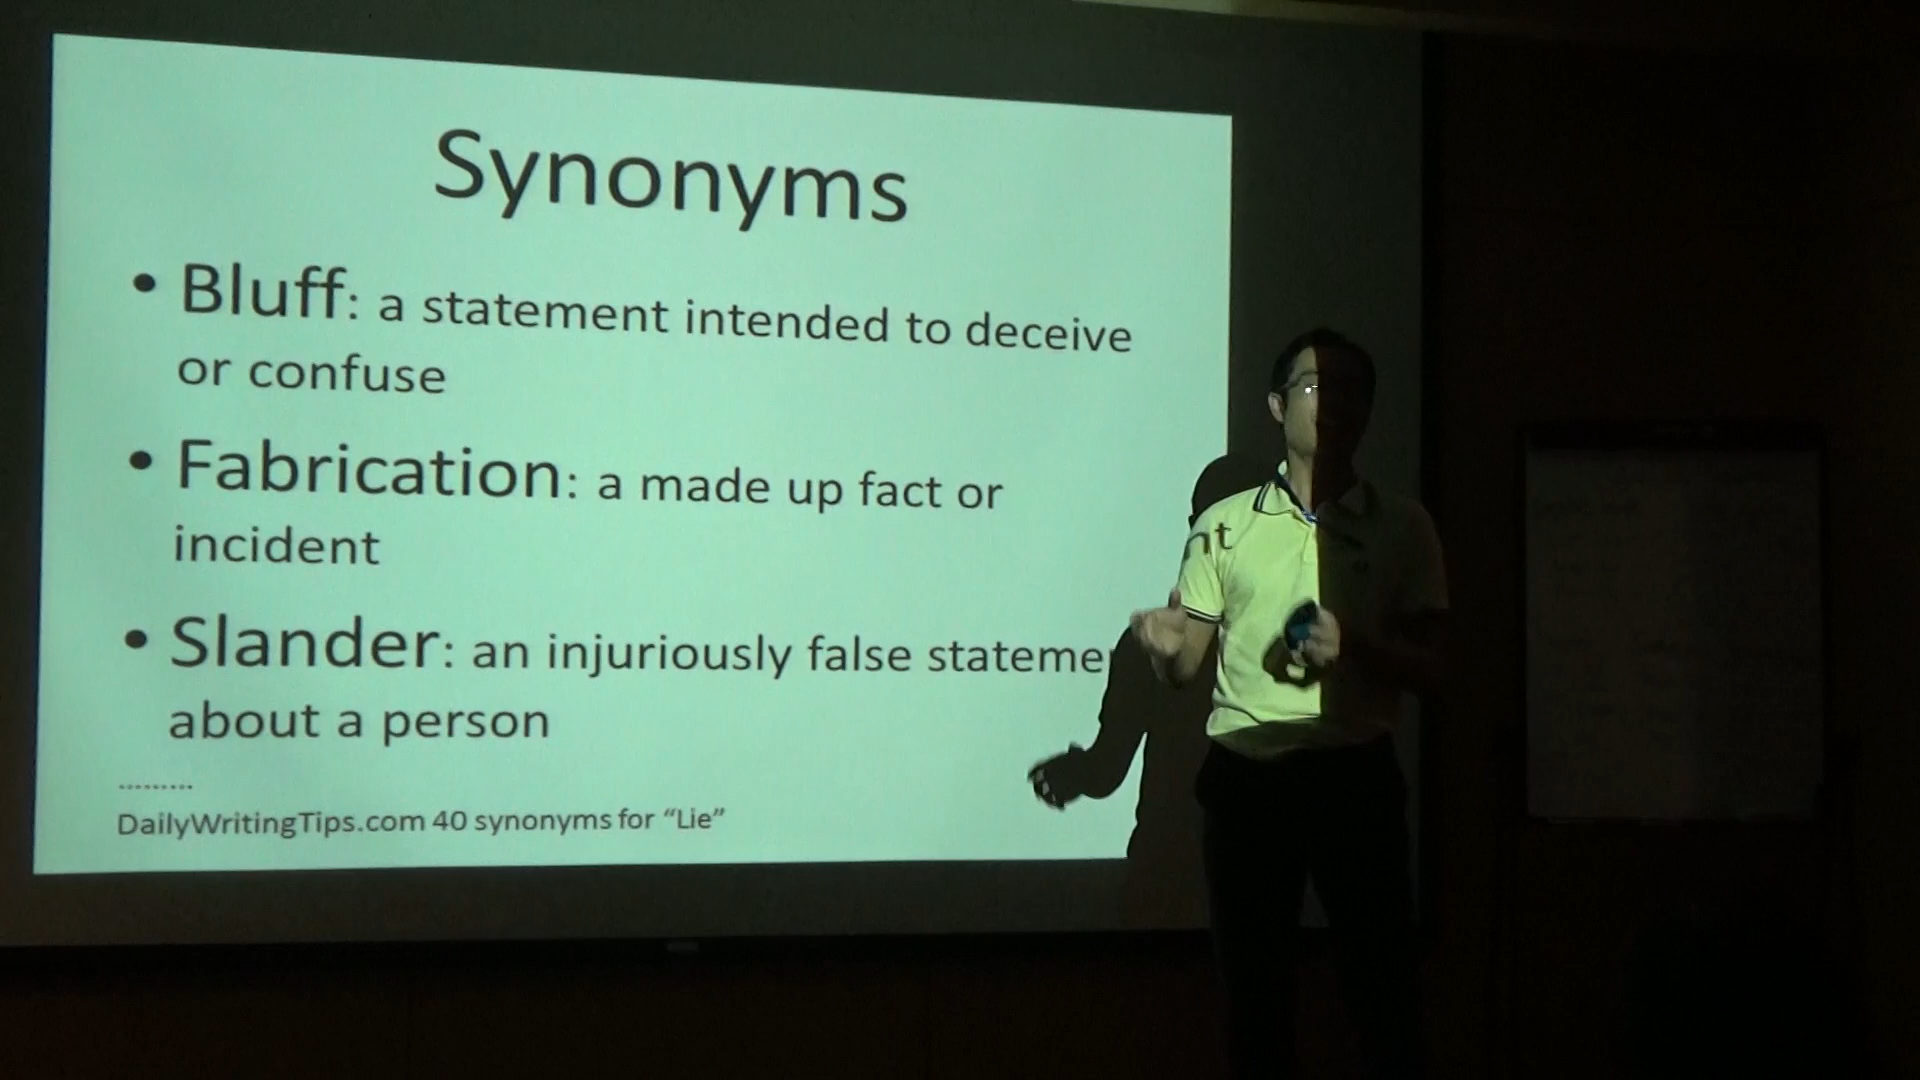 Synonyms
• Bluff: a statement intended to deceive
or confuse
• Fabrication: a made up fact or
incident
• Slander: an injuriously false statement
about a person
.........
DailyWritingTips.com 40 synonyms for “Lie”